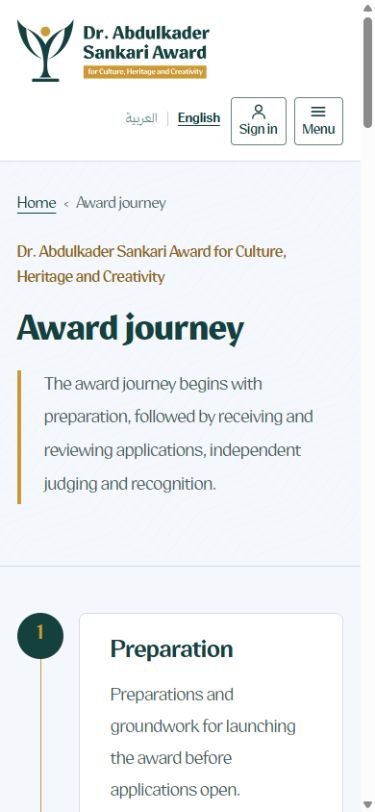 Dr. Abdulkader
Sankari Award
for Culture, Heritage and Creativity
العربية | English
Sign in
Menu
Home ‹ Award journey
Dr. Abdulkader Sankari Award for Culture,
Heritage and Creativity
Award journey
The award journey begins with
preparation, followed by receiving and
reviewing applications, independent
judging and recognition.
1
Preparation
Preparations and
groundwork for launching
the award before
applications open.